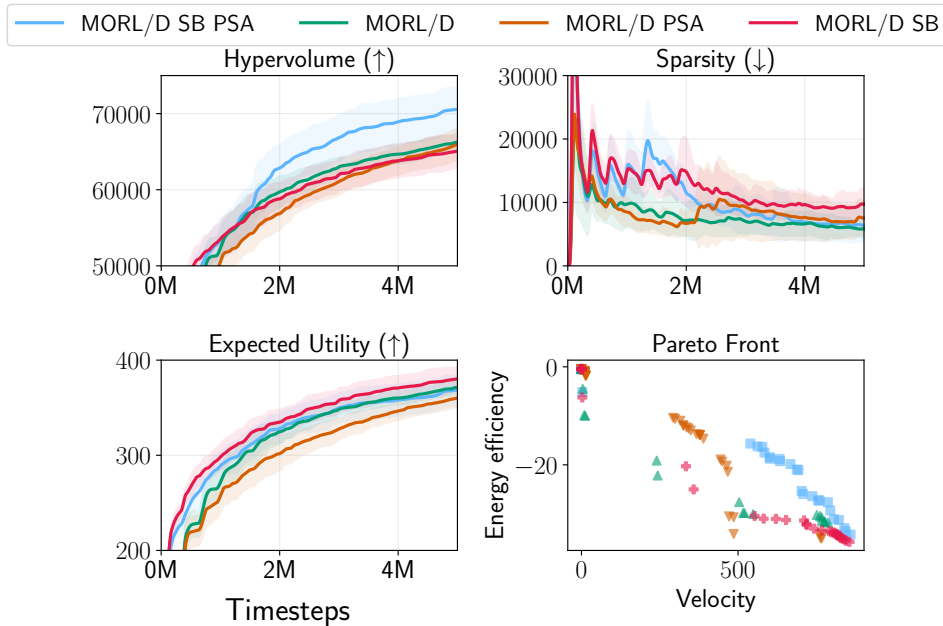 MORL/D SB PSA MORL/D MORL/D PSA MORL/D SB
Hypervolume (↑)
70000
60000
50000
0M 2M 4M
Sparsity (↓)
30000
20000
10000
0
0M 2M 4M
Expected Utility (↑)
400
300
200
0M 2M 4M
Timesteps
Pareto Front
Energy efficiency
0
−20
0 500
Velocity